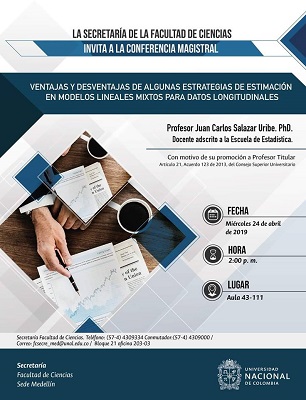 LA SECRETARÍA DE LA FACULTAD DE CIENCIAS
INVITA A LA CONFERENCIA MAGISTRAL
VENTAJAS Y DESVENTAJAS DE ALGUNAS ESTRATEGIAS DE ESTIMACIÓN
EN MODELOS LINEALES MIXTOS PARA DATOS LONGITUDINALES
Profesor Juan Carlos Salazar Uribe. PhD.
Docente adscrito a la Escuela de Estadística.
Con motivo de su promoción a Profesor Titular
Artículo 21, Acuerdo 123 de 2013, del Consejo Superior Universitario
FECHA
Miércoles 24 de abril
de 2019
HORA
2:00 p. m.
LUGAR
Aula 43-111
Secretaría Facultad de Ciencias. Teléfono: (57-4) 4309334 Conmutador:(57-4) 4309000 /
Correo: fcsecre_med@unal.edu.co / Bloque 21 oficina 203-03
Secretaría
Facultad de Ciencias
Sede Medellín
UNIVERSIDAD
NACIONAL
DE COLOMBIA